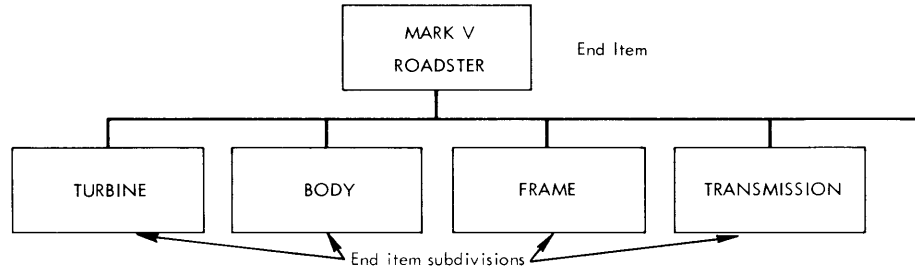 MARK V
ROADSTER
End Item
TURBINE
BODY
FRAME
TRANSMISSION
End item subdivisions